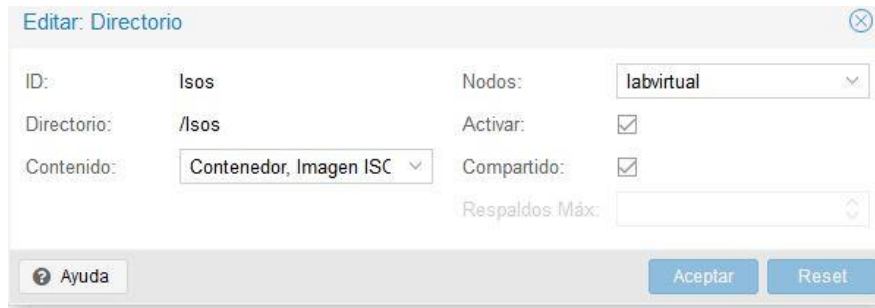 Editar: Directorio
ID: Isos Nodos: labvirtual
Directorio: /Isos Activar:
Contenido: Contenedor, Imagen ISC Compartido:
Respaldos Máx:
Ayuda Aceptar Reset